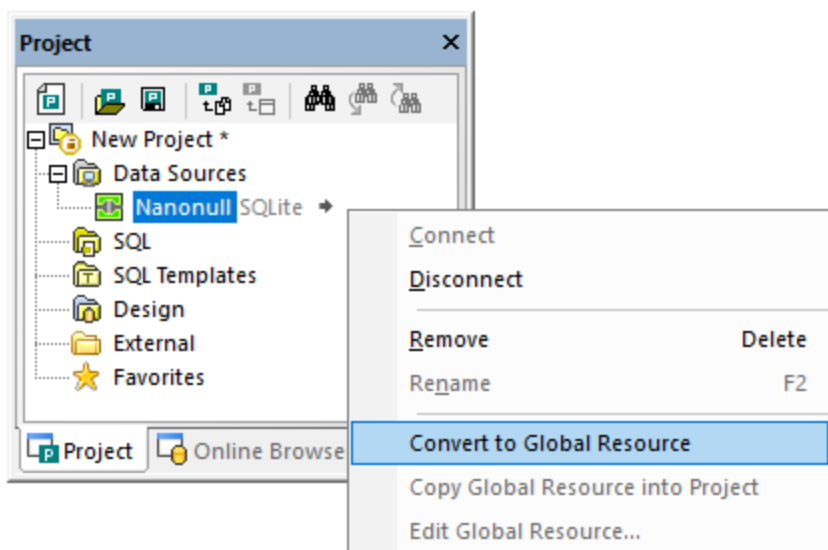 Project
New Project *
Data Sources
Nanonull SQLite
SQL
SQL Templates
Design
External
Favorites
Project
Online Browse
Connect
Disconnect
Remove Delete
Rename F2
Convert to Global Resource
Copy Global Resource into Project
Edit Global Resource...